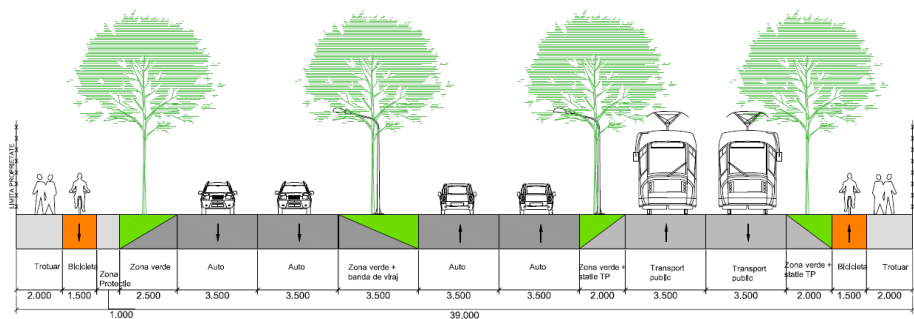 LIMITA PROPRIETATE
Trotuar
Bicicleta
Zona
Protectie
Zona verde
Auto
Auto
Zona verde +
banda de viraj
Auto
Auto
Zona verde +
statie TP
Transport
public
Transport
public
Zona verde +
statie TP
Bicicleta
Trotuar
2.000
1.500
2.500
3.500
3.500
3.500
3.500
3.500
2.000
3.500
3.500
2.000
1.500
2.000
1.000
39.000